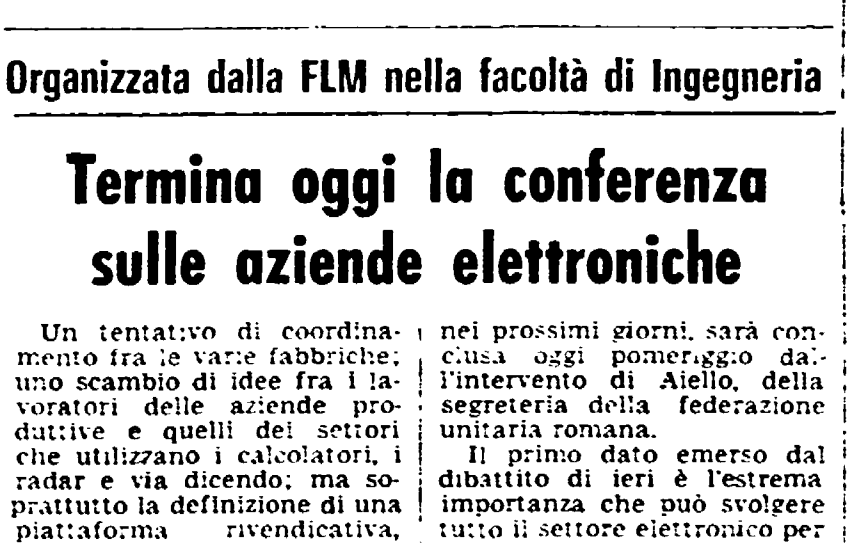 Organizzata dalla FLM nella facoltà di Ingegneria
Termina oggi la conferenza
sulle aziende elettroniche
Un tentativo di coordina-
mento fra le varie fabbriche;
uno scambio di idee fra i la-
voratori delle aziende pro-
duttive e quelli dei settori
che utilizzano i calcolatori, i
radar e via dicendo; ma so-
prattutto la definizione di una
piattaforma rivendicativa,
nei prossimi giorni, sarà con-
clusa oggi pomeriggio dal-
l'intervento di Aiello, della
segreteria della federazione
unitaria romana.
Il primo dato emerso dal
dibattito di ieri è l'estrema
importanza che può svolgere
tutto il settore elettronico per